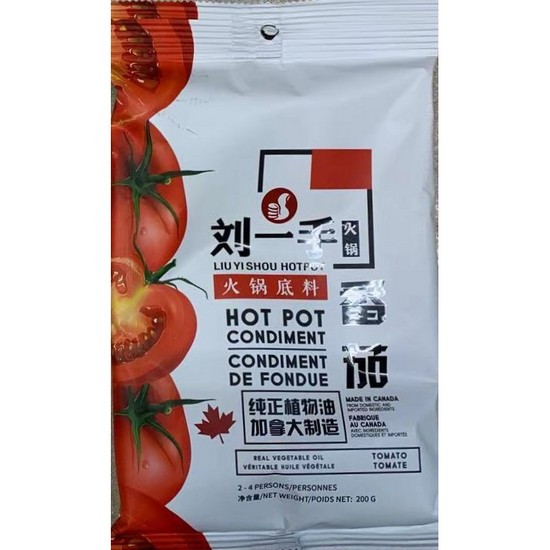 刘一手
火锅
LIU YI SHOU HOTPOT
火锅底料
HOT POT
CONDIMENT
CONDIMENT
DE FONDUE
番茄
纯正植物油
加拿大制造
MADE IN CANADA
FROM DOMESTIC AND
IMPORTED INGREDIENTS
FABRIQUÉ
AU CANADA
AVEC INGRÉDIENTS
DOMESTIQUES ET IMPORTÉS
REAL VEGETABLE OIL
VÉRITABLE HUILE VÉGÉTALE
TOMATO
TOMATE
2 - 4 PERSONS/PERSONNES
净含量/NET WEIGHT/POIDS NET: 200 G